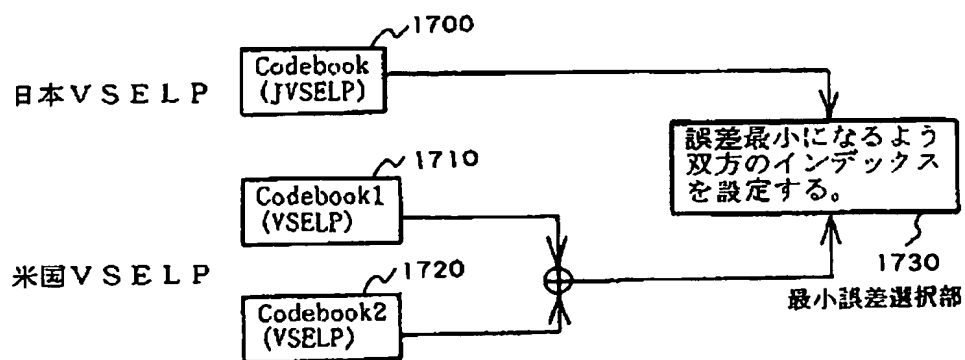 1700
日本VSELP
Codebook
(JVSELP)
誤差最小になるよう
双方のインデックス
を設定する。
1710
Codebook1
(VSELP)
1730
最小誤差選択部
米国VSELP
1720
Codebook2
(VSELP)